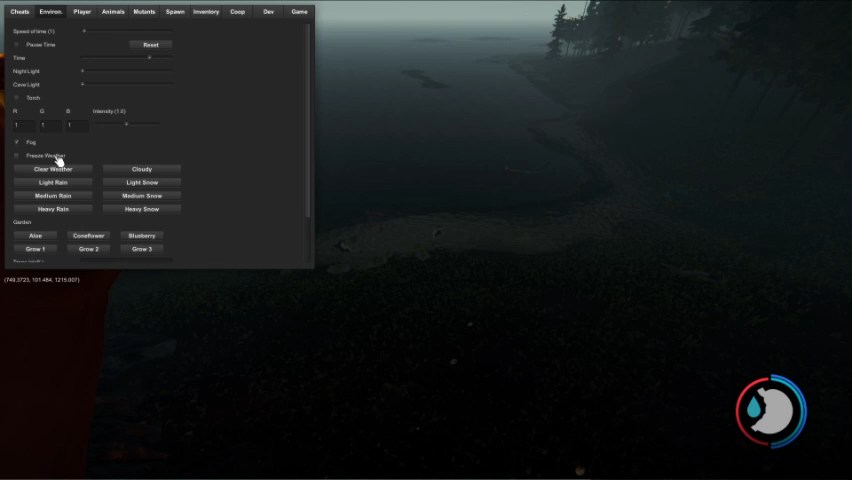 Cheats Environ. Player Animals Mutants Spawn Inventory Coop Dev Game
Speed of time (1)
Pause Time Reset
Time
Night Light
Cave Light
Torch
R G B Intensity (1.0)
1 1 1
Fog
Freeze Weather
Clear Weather Cloudy
Light Rain Light Snow
Medium Rain Medium Snow
Heavy Rain Heavy Snow
Garden
Aloe Coneflower Blueberry
Grow 1 Grow 2 Grow 3
(749.3723, 101.484, 1215.007)